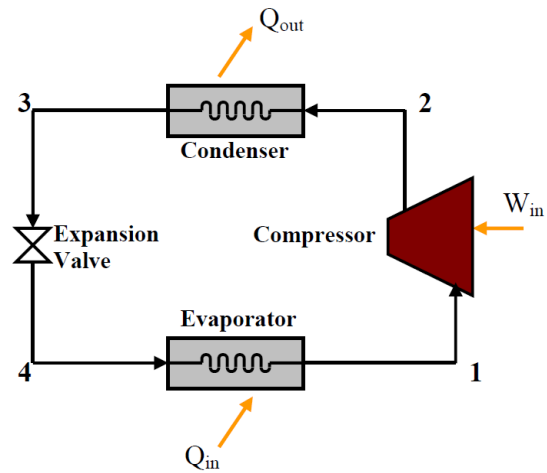 Qout
3
2
Condenser
Win
Expansion
Valve
Compressor
Evaporator
4
1
Qin